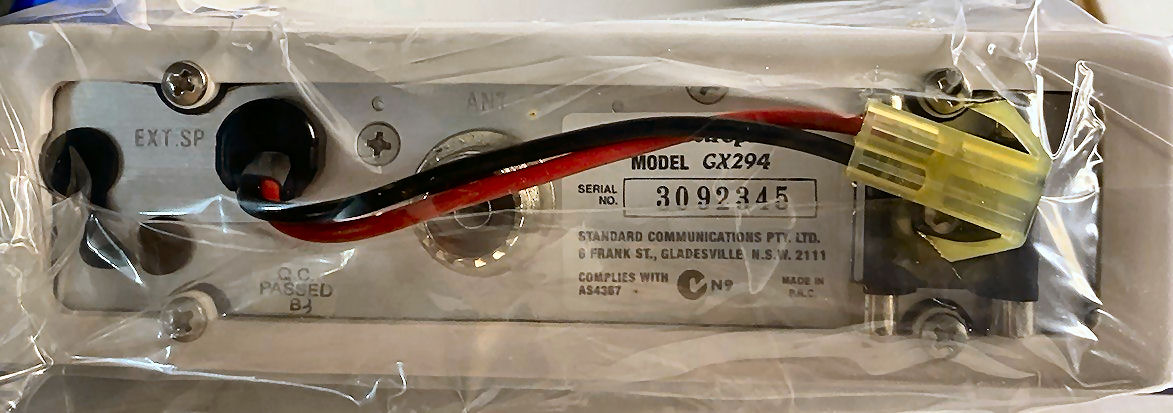 EXT.SP
ANT
Q.C.
PASSED
MODEL GX294
SERIAL
NO.
3092345
STANDARD COMMUNICATIONS PTY. LTD.
6 FRANK ST., GLADESVILLE N.S.W. 2111
COMPLIES WITH
AS4367
N9
MADE IN
P.R.C.